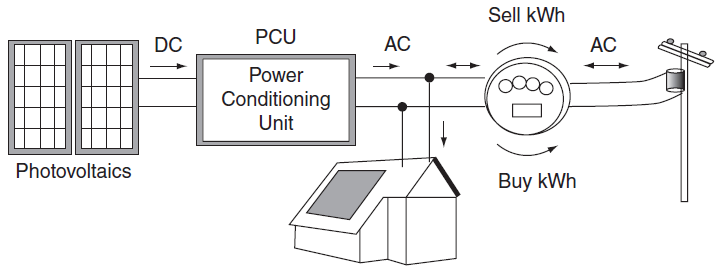 Sell kWh
DC
PCU
AC
AC
Power
Conditioning
Unit
Photovoltaics
Buy kWh